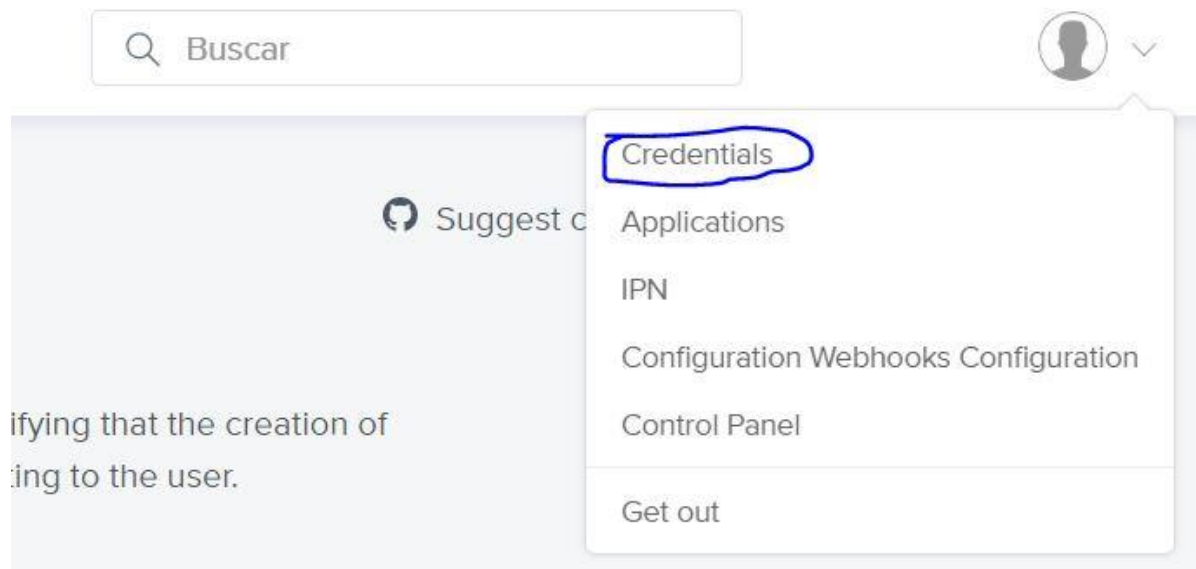 Buscar
Credentials
Suggest c
Applications
IPN
Configuration Webhooks Configuration
ifying that the creation of
Control Panel
ting to the user.
Get out